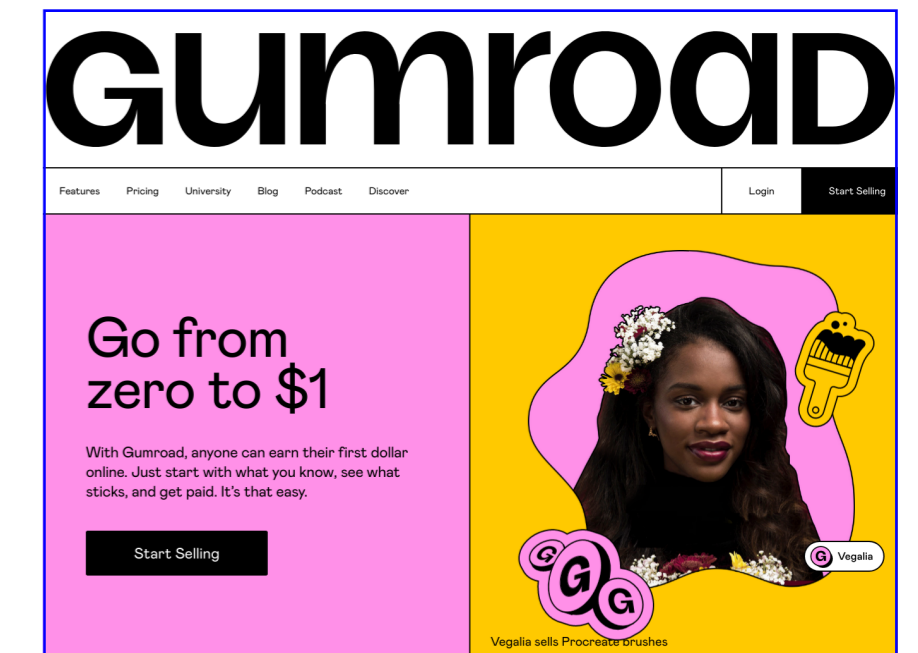 Gumroad
Features Pricing University Blog Podcast Discover Login Start Selling
Go from
zero to $1
With Gumroad, anyone can earn their first dollar
online. Just start with what you know, see what
sticks, and get paid. It's that easy.
Start Selling
G
G
G
G Vegalia
Vegalia sells Procreate brushes